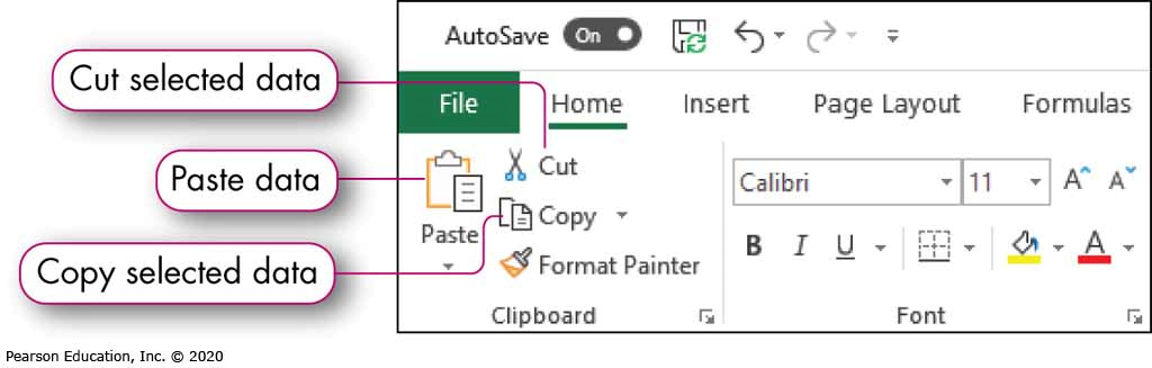 AutoSave On
Cut selected data
File Home Insert Page Layout Formulas
Cut
Paste data
Calibri 11 A A
Copy
Paste
B I U A
Copy selected data
Format Painter
Clipboard Font
Pearson Education, Inc. © 2020